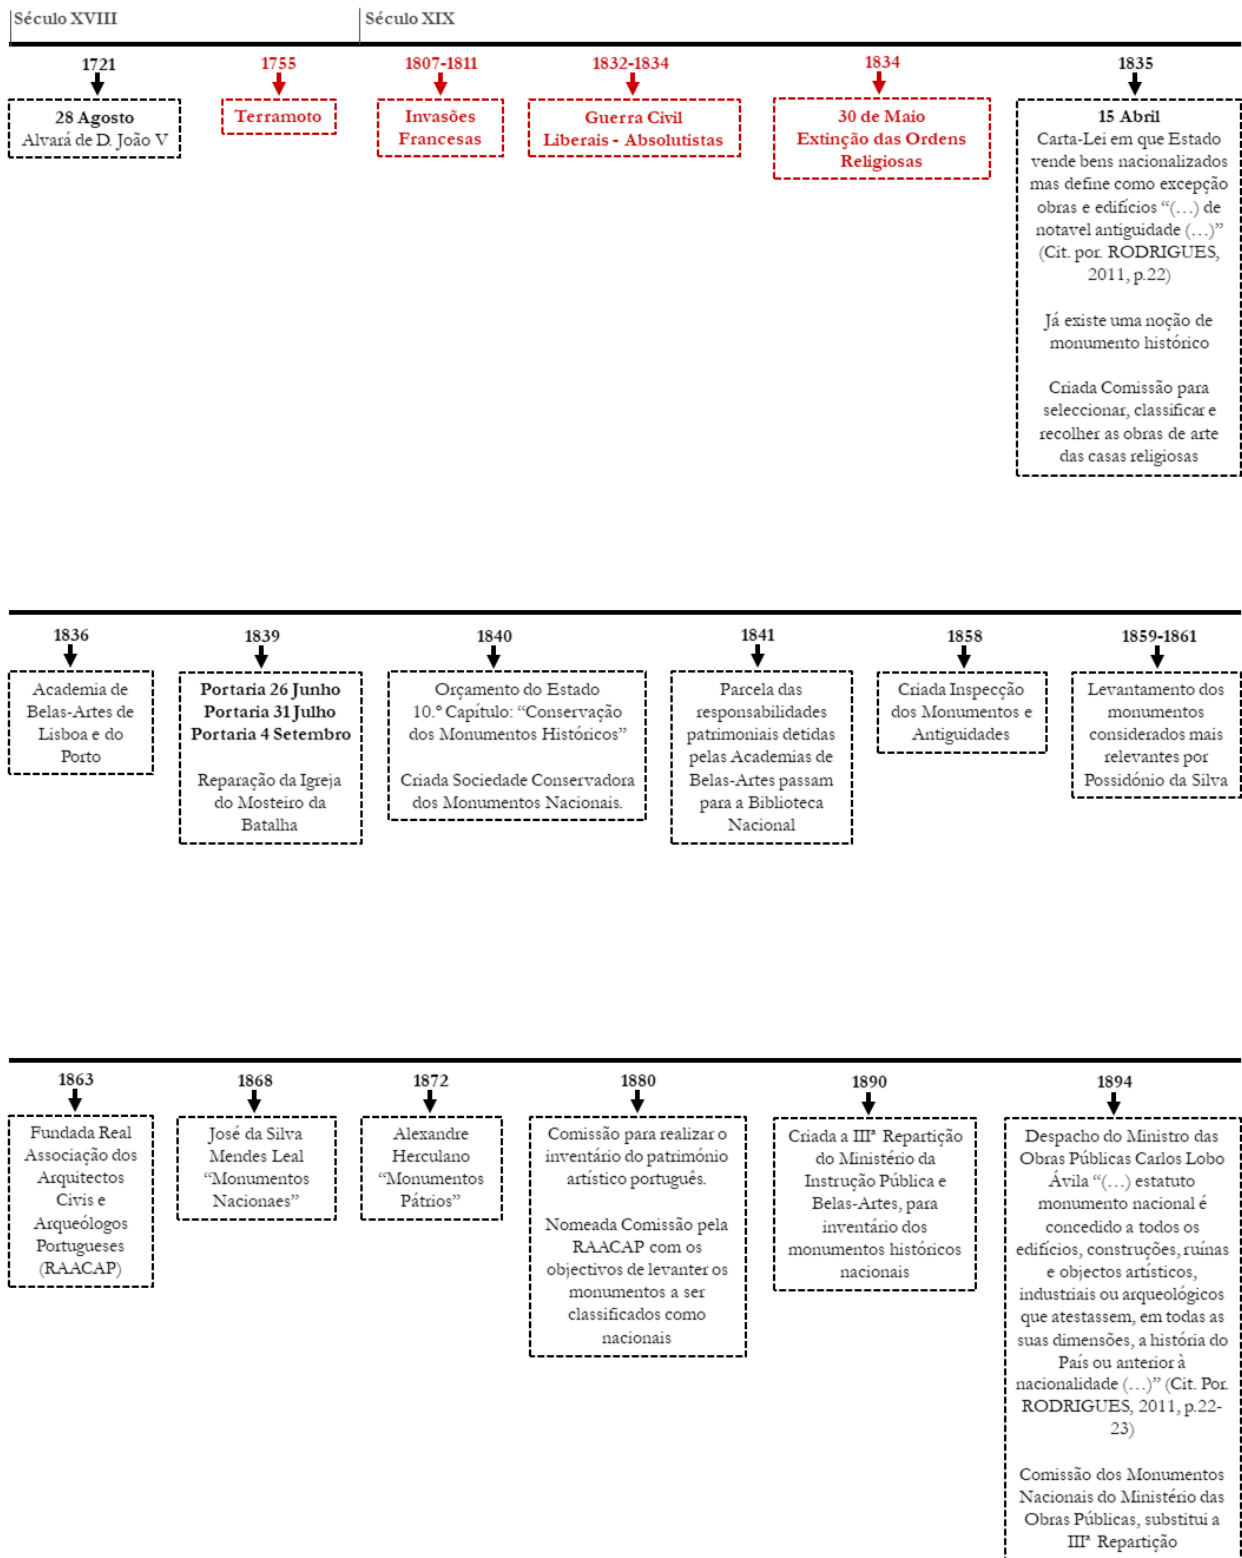 Século XVIII
Século XIX
1721
28 Agosto
Alvará de D. João V
1755
Terramoto
1807-1811
Invasões
Francesas
1832-1834
Guerra Civil
Liberais - Absolutistas
1834
30 de Maio
Extinção das Ordens
Religiosas
1835
15 Abril
Carta-Lei em que Estado
vende bens nacionalizados
mas define como excepção
obras e edifícios “(…) de
notavel antiguidade (…)”
(Cit. por. RODRIGUES,
2011, p.22)
Já existe uma noção de
monumento histórico
Criada Comissão para
seleccionar, classificar e
recolher as obras de arte
das casas religiosas
1836
Academia de
Belas-Artes de
Lisboa e do
Porto
1839
Portaria 26 Junho
Portaria 31 Julho
Portaria 4 Setembro
Reparação da Igreja
do Mosteiro da
Batalha
1840
Orçamento do Estado
10.º Capítulo: “Conservação
dos Monumentos Históricos”
Criada Sociedade Conservadora
dos Monumentos Nacionais.
1841
Parcela das
responsabilidades
patrimoniais detidas
pelas Academias de
Belas-Artes passam
para a Biblioteca
Nacional
1858
Criada Inspecção
dos Monumentos e
Antiguidades
1859-1861
Levantamento dos
monumentos
considerados mais
relevantes por
Possidónio da Silva
1863
Fundada Real
Associação dos
Arquitectos
Civis e
Arqueólogos
Portugueses
(RAACAP)
1868
José da Silva
Mendes Leal
“Monumentos
Nacionaes”
1872
Alexandre
Herculano
“Monumentos
Pátrios”
1880
Comissão para realizar o
inventário do património
artístico português.
Nomeada Comissão pela
RAACAP com os
objectivos de levanter os
monumentos a ser
classificados como
nacionais
1890
Criada a IIIª Repartição
do Ministério da
Instrução Pública e
Belas-Artes, para
inventário dos
monumentos históricos
nacionais
1894
Despacho do Ministro das
Obras Públicas Carlos Lobo
Ávila “(…) estatuto
monumento nacional é
concedido a todos os
edifícios, construções, ruínas
e objectos artísticos,
industriais ou arqueológicos
que atestassem, em todas as
suas dimensões, a história do
País ou anterior à
nacionalidade (…)” (Cit. Por.
RODRIGUES, 2011, p.22-
23)
Comissão dos Monumentos
Nacionais do Ministério das
Obras Públicas, substitui a
IIIª Repartição